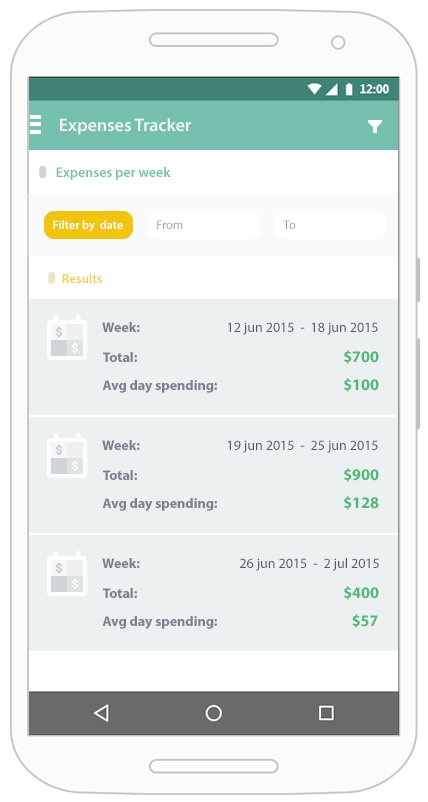 12:00
Expenses Tracker
Expenses per week
Filter by date From To
Results
Week: 12 jun 2015 - 18 jun 2015
Total: $700
Avg day spending: $100
$ $
Week: 19 jun 2015 - 25 jun 2015
Total: $900
Avg day spending: $128
$ $
Week: 26 jun 2015 - 2 jul 2015
Total: $400
Avg day spending: $57
$ $